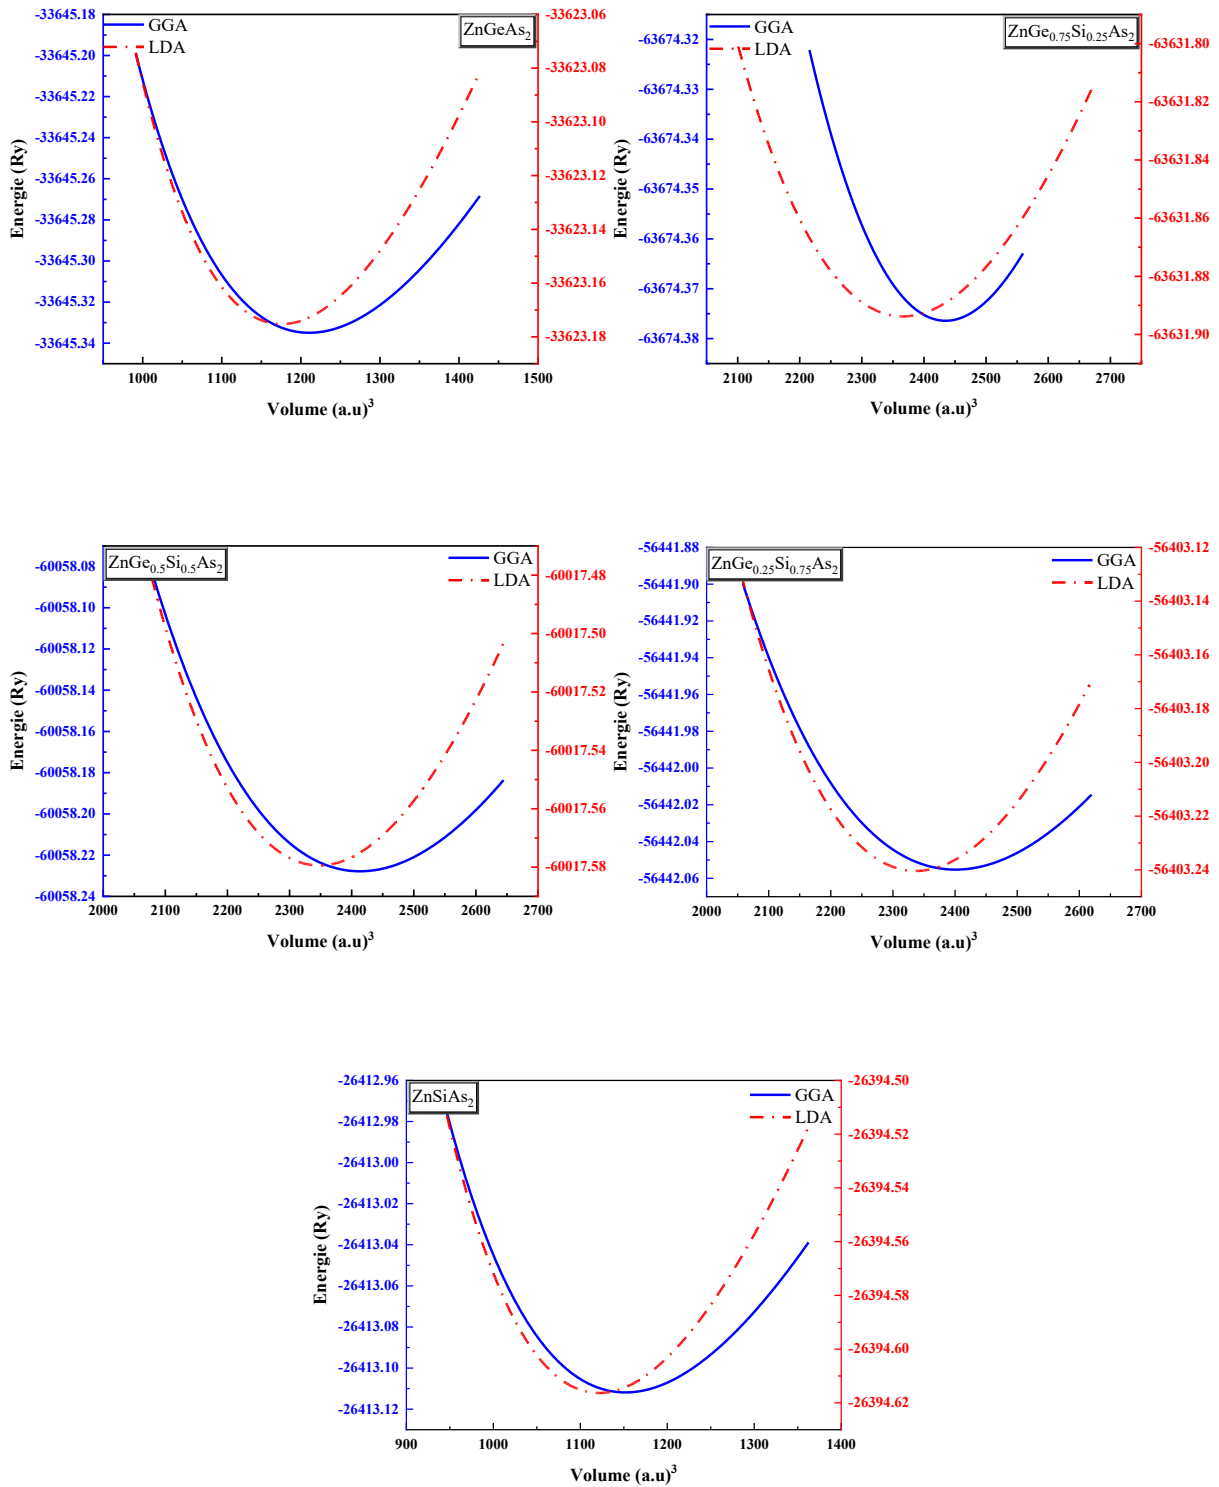 ZnGeAs2
GGA
LDA
-33645.18
-33645.20
-33645.22
-33645.24
-33645.26
-33645.28
-33645.30
-33645.32
-33645.34
Energie (Ry)
-33623.06
-33623.08
-33623.10
-33623.12
-33623.14
-33623.16
-33623.18
1000 1100 1200 1300 1400 1500
Volume (a.u)3
ZnGe0.75Si0.25As2
GGA
LDA
-63674.32
-63674.33
-63674.34
-63674.35
-63674.36
-63674.37
-63674.38
Energie (Ry)
-63631.80
-63631.82
-63631.84
-63631.86
-63631.88
-63631.90
2100 2200 2300 2400 2500 2600 2700
Volume (a.u)3
ZnGe0.5Si0.5As2
GGA
LDA
-60058.08
-60058.10
-60058.12
-60058.14
-60058.16
-60058.18
-60058.20
-60058.22
-60058.24
Energie (Ry)
-60017.48
-60017.50
-60017.52
-60017.54
-60017.56
-60017.58
2000 2100 2200 2300 2400 2500 2600 2700
Volume (a.u)3
ZnGe0.25Si0.75As2
GGA
LDA
-56441.88
-56441.90
-56441.92
-56441.94
-56441.96
-56441.98
-56442.00
-56442.02
-56442.04
-56442.06
Energie (Ry)
-56403.12
-56403.14
-56403.16
-56403.18
-56403.20
-56403.22
-56403.24
2000 2100 2200 2300 2400 2500 2600 2700
Volume (a.u)3
ZnSiAs2
GGA
LDA
-26412.96
-26412.98
-26413.00
-26413.02
-26413.04
-26413.06
-26413.08
-26413.10
-26413.12
Energie (Ry)
-26394.50
-26394.52
-26394.54
-26394.56
-26394.58
-26394.60
-26394.62
900 1000 1100 1200 1300 1400
Volume (a.u)3